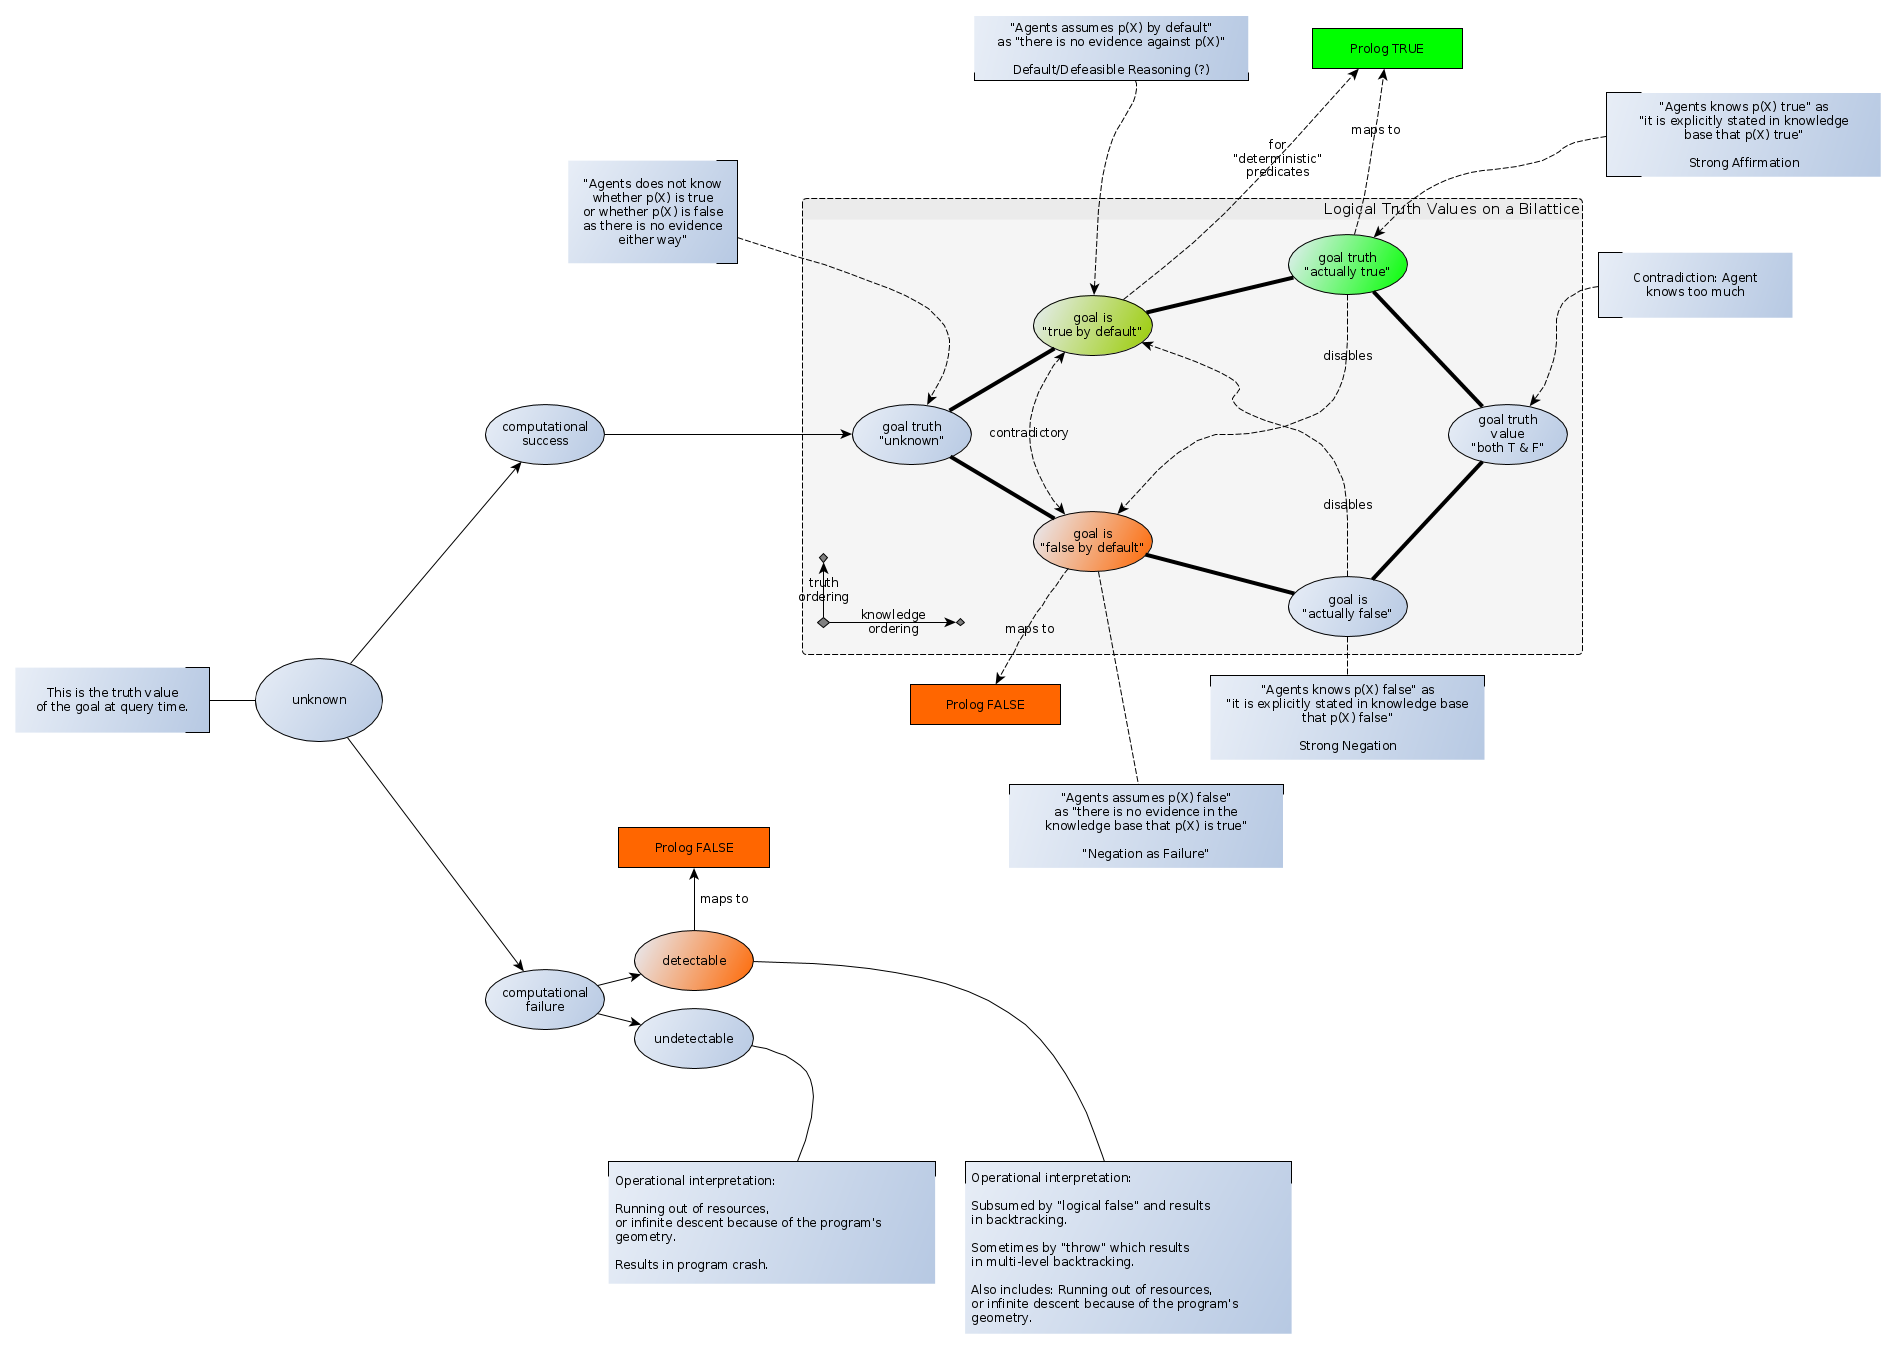 "Agents assumes p(X) by default"
as "there is no evidence against p(X)"
Default/Defeasible Reasoning (?)
Prolog TRUE
"Agents knows p(X) true" as
"it is explicitly stated in knowledge
base that p(X) true"
Strong Affirmation
for
"deterministic"
predicates
maps to
"Agents does not know
whether p(X) is true
or whether p(X) is false
as there is no evidence
either way"
Logical Truth Values on a Bilattice
goal truth
"actually true"
Contradiction: Agent
knows too much
goal is
"true by default"
disables
computational
success
goal truth
"unknown"
contradictory
goal truth
value
"both T & F"
disables
goal is
"false by default"
truth
ordering
knowledge
ordering
goal is
"actually false"
maps to
This is the truth value
of the goal at query time.
unknown
Prolog FALSE
"Agents knows p(X) false" as
"it is explicitly stated in knowledge base
that p(X) false"
Strong Negation
"Agents assumes p(X) false"
as "there is no evidence in the
knowledge base that p(X) is true"
"Negation as Failure"
Prolog FALSE
maps to
detectable
computational
failure
undetectable
Operational interpretation:
Running out of resources,
or infinite descent because of the program's
geometry.
Results in program crash.
Operational interpretation:
Subsumed by "logical false" and results
in backtracking.
Sometimes by "throw" which results
in multi-level backtracking.
Also includes: Running out of resources,
or infinite descent because of the program's
geometry.